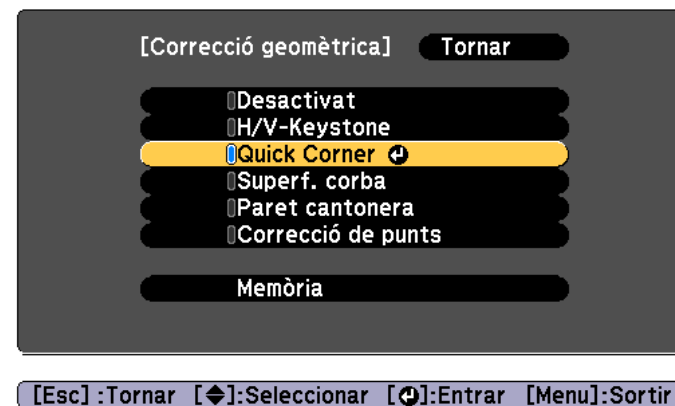 [Correcció geomètrica] Tornar
Desactivat
H/V-Keystone
Quick Corner
Superf. corba
Paret cantonera
Correcció de punts
Memòria
[Esc] :Tornar [◆]:Seleccionar [⏎]:Entrar [Menu]:Sortir